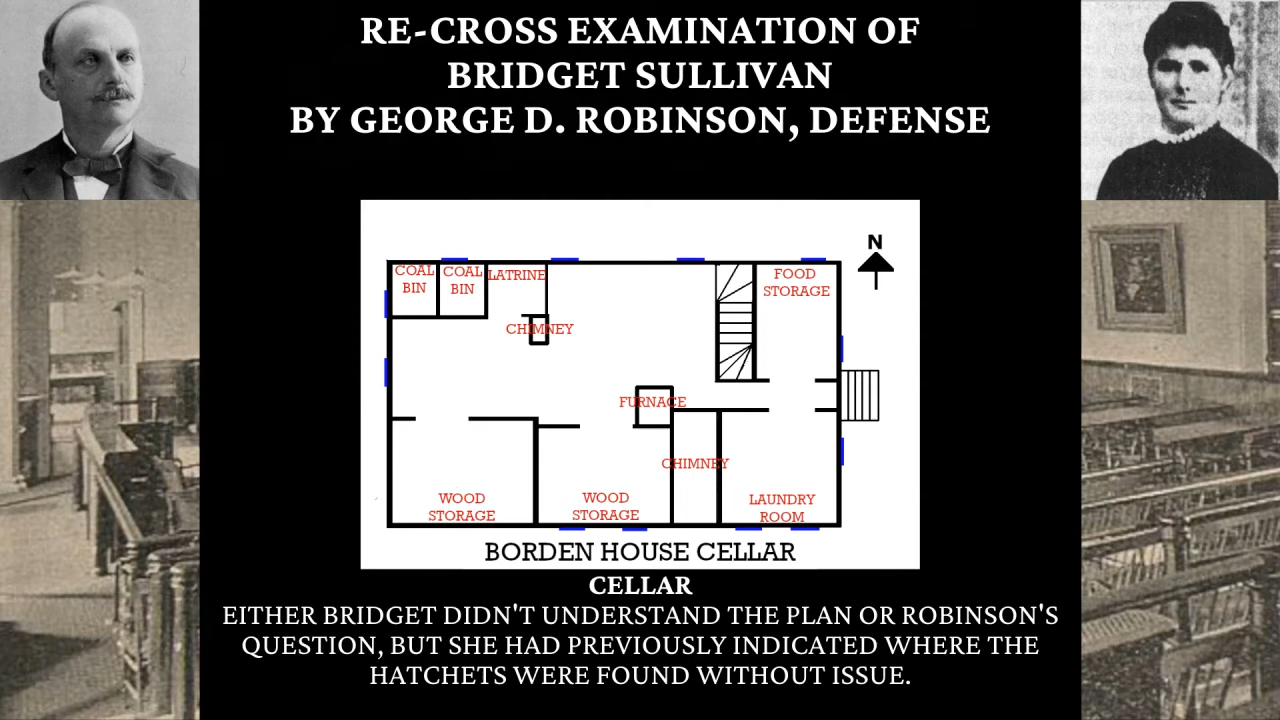 RE-CROSS EXAMINATION OF
BRIDGET SULLIVAN
BY GEORGE D. ROBINSON, DEFENSE
N
COAL
BIN
COAL
BIN
LATRINE
FOOD
STORAGE
CHIMNEY
FURNACE
CHIMNEY
WOOD
STORAGE
WOOD
STORAGE
LAUNDRY
ROOM
BORDEN HOUSE CELLAR
CELLAR
EITHER BRIDGET DIDN'T UNDERSTAND THE PLAN OR ROBINSON'S
QUESTION, BUT SHE HAD PREVIOUSLY INDICATED WHERE THE
HATCHETS WERE FOUND WITHOUT ISSUE.